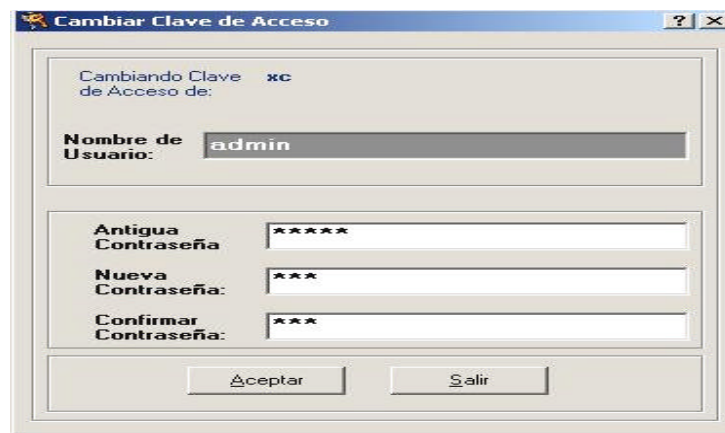 Cambiar Clave de Acceso
Cambiando Clave xc
de Acceso de:
Nombre de
Usuario:
admin
Antigua
Contraseña
*****
Nueva
Contraseña:
***
Confirmar
Contraseña:
***
Aceptar
Salir